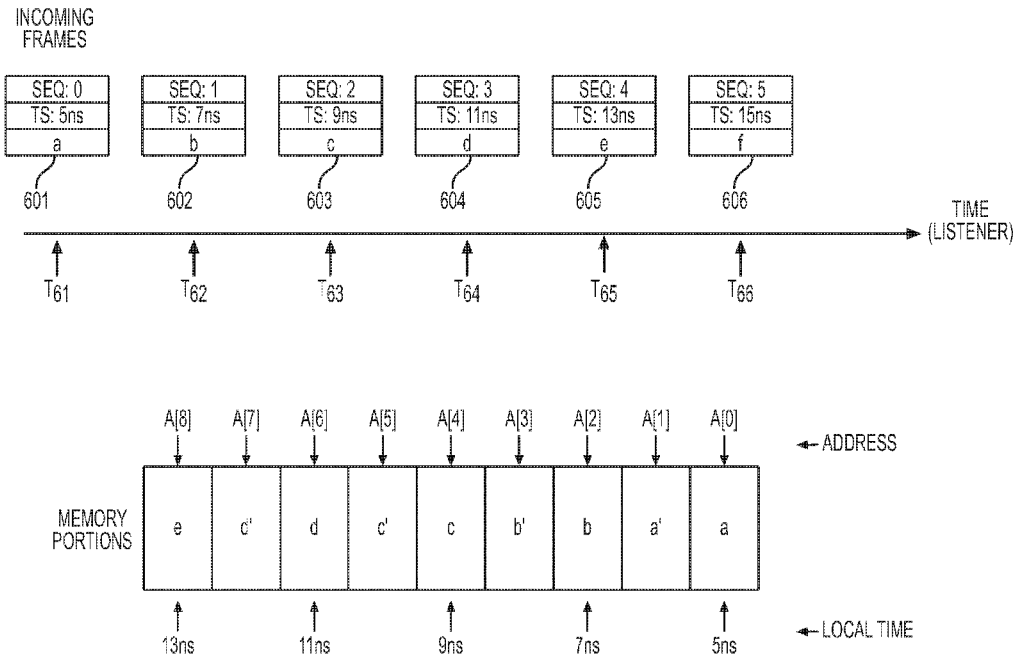 INCOMING
FRAMES
SEQ: 0 SEQ: 1 SEQ: 2 SEQ: 3 SEQ: 4 SEQ: 5
TS: 5ns TS: 7ns TS: 9ns TS: 11ns TS: 13ns TS: 15ns
a b c d e f
601 602 603 604 605 606
TIME
(LISTENER)
T61 T62 T63 T64 T65 T66
A[8] A[7] A[6] A[5] A[4] A[3] A[2] A[1] A[0]
ADDRESS
MEMORY
PORTIONS
e d' d c' c b' b a' a
13ns 11ns 9ns 7ns 5ns
LOCAL TIME